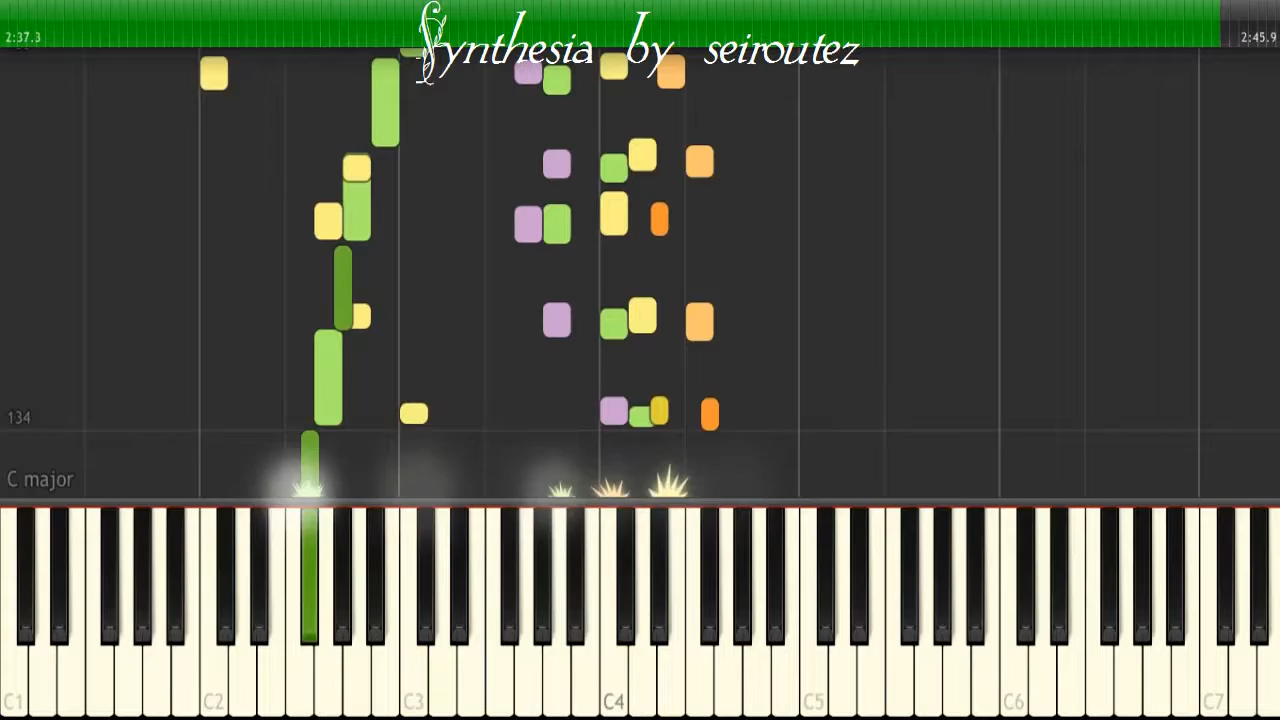 Synthesia by seiroutez
2:37.3
2:45.9
134
C major
C1 C2 C3 C4 C5 C6 C7